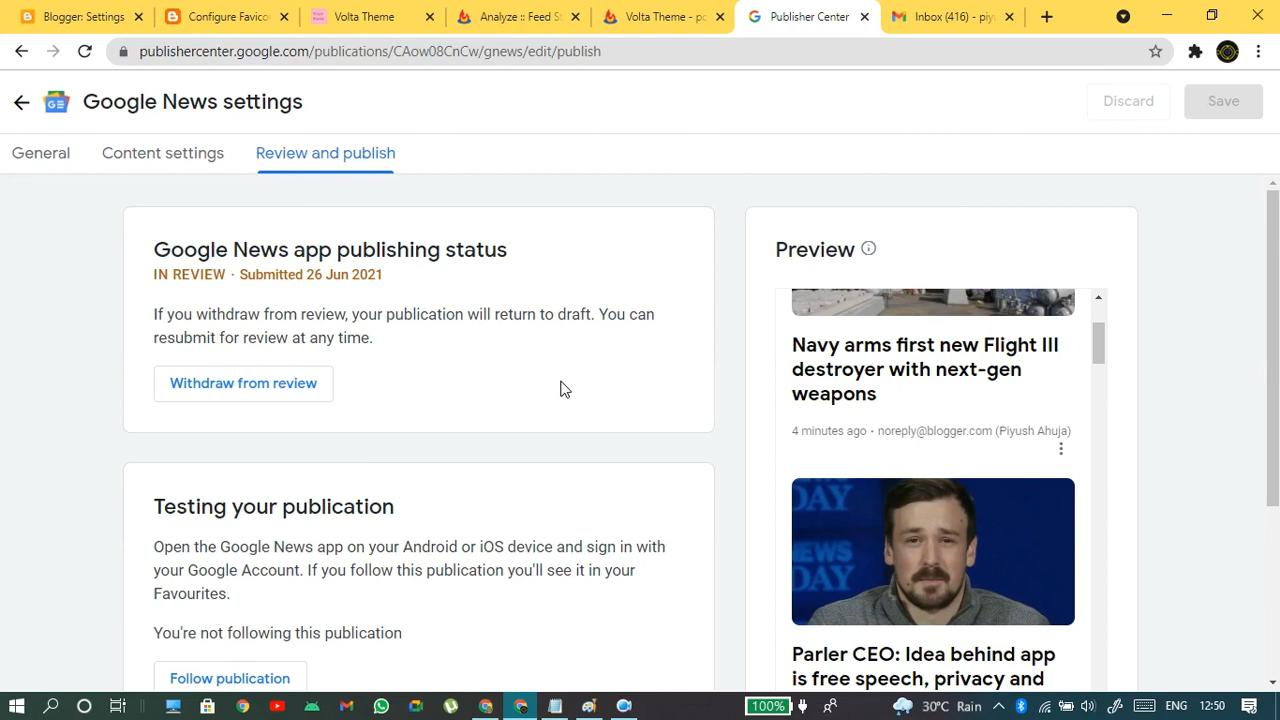 Blogger: Settings
Configure Favico
Volta Theme
Analyze :: Feed S
Volta Theme - po
Publisher Center
Inbox (416) - piy
publishercenter.google.com/publications/CAow08CnCw/gnews/edit/publish
Google News settings
Discard
Save
General
Content settings
Review and publish
Google News app publishing status
IN REVIEW · Submitted 26 Jun 2021
If you withdraw from review, your publication will return to draft. You can
resubmit for review at any time.
Withdraw from review
Testing your publication
Open the Google News app on your Android or iOS device and sign in with
your Google Account. If you follow this publication you'll see it in your
Favourites.
You're not following this publication
Follow publication
Preview
Navy arms first new Flight III
destroyer with next-gen
weapons
4 minutes ago · noreply@blogger.com (Piyush Ahuja)
NEWS
DAY
Parler CEO: Idea behind app
is free speech, privacy and
100%
30°C Rain
ENG
12:50